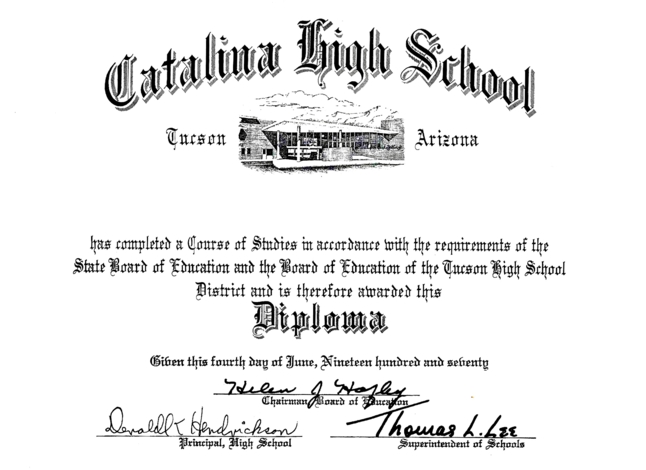 Catalina High School
Tucson Arizona
has completed a Course of Studies in accordance with the requirements of the
State Board of Education and the Board of Education of the Tucson High School
District and is therefore awarded this
Diploma
Given this fourth day of June, Nineteen hundred and seventy
Helen J
Chairman Board of Education
Hendrickson Thomas L. Lee
Principal, High School Superintendent of Schools